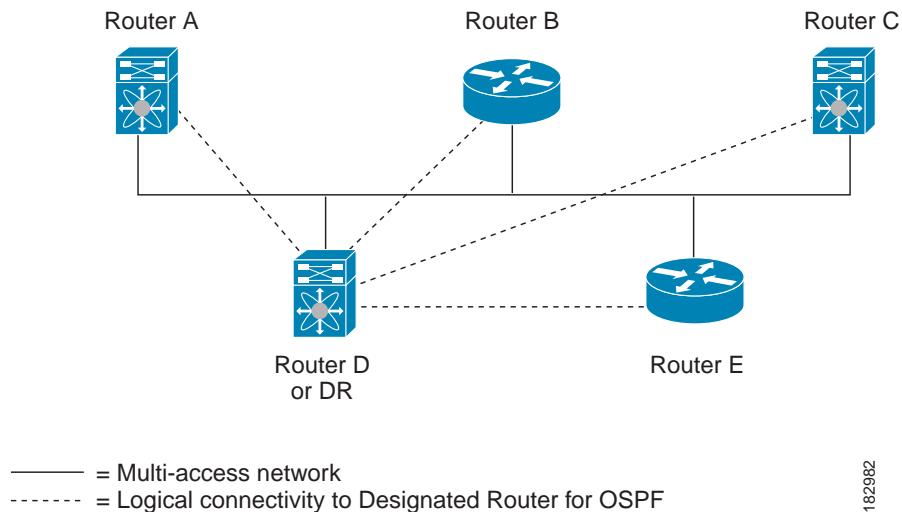 Router A
Router B
Router C
Router D
or DR
Router E
= Multi-access network
= Logical connectivity to Designated Router for OSPF
182982